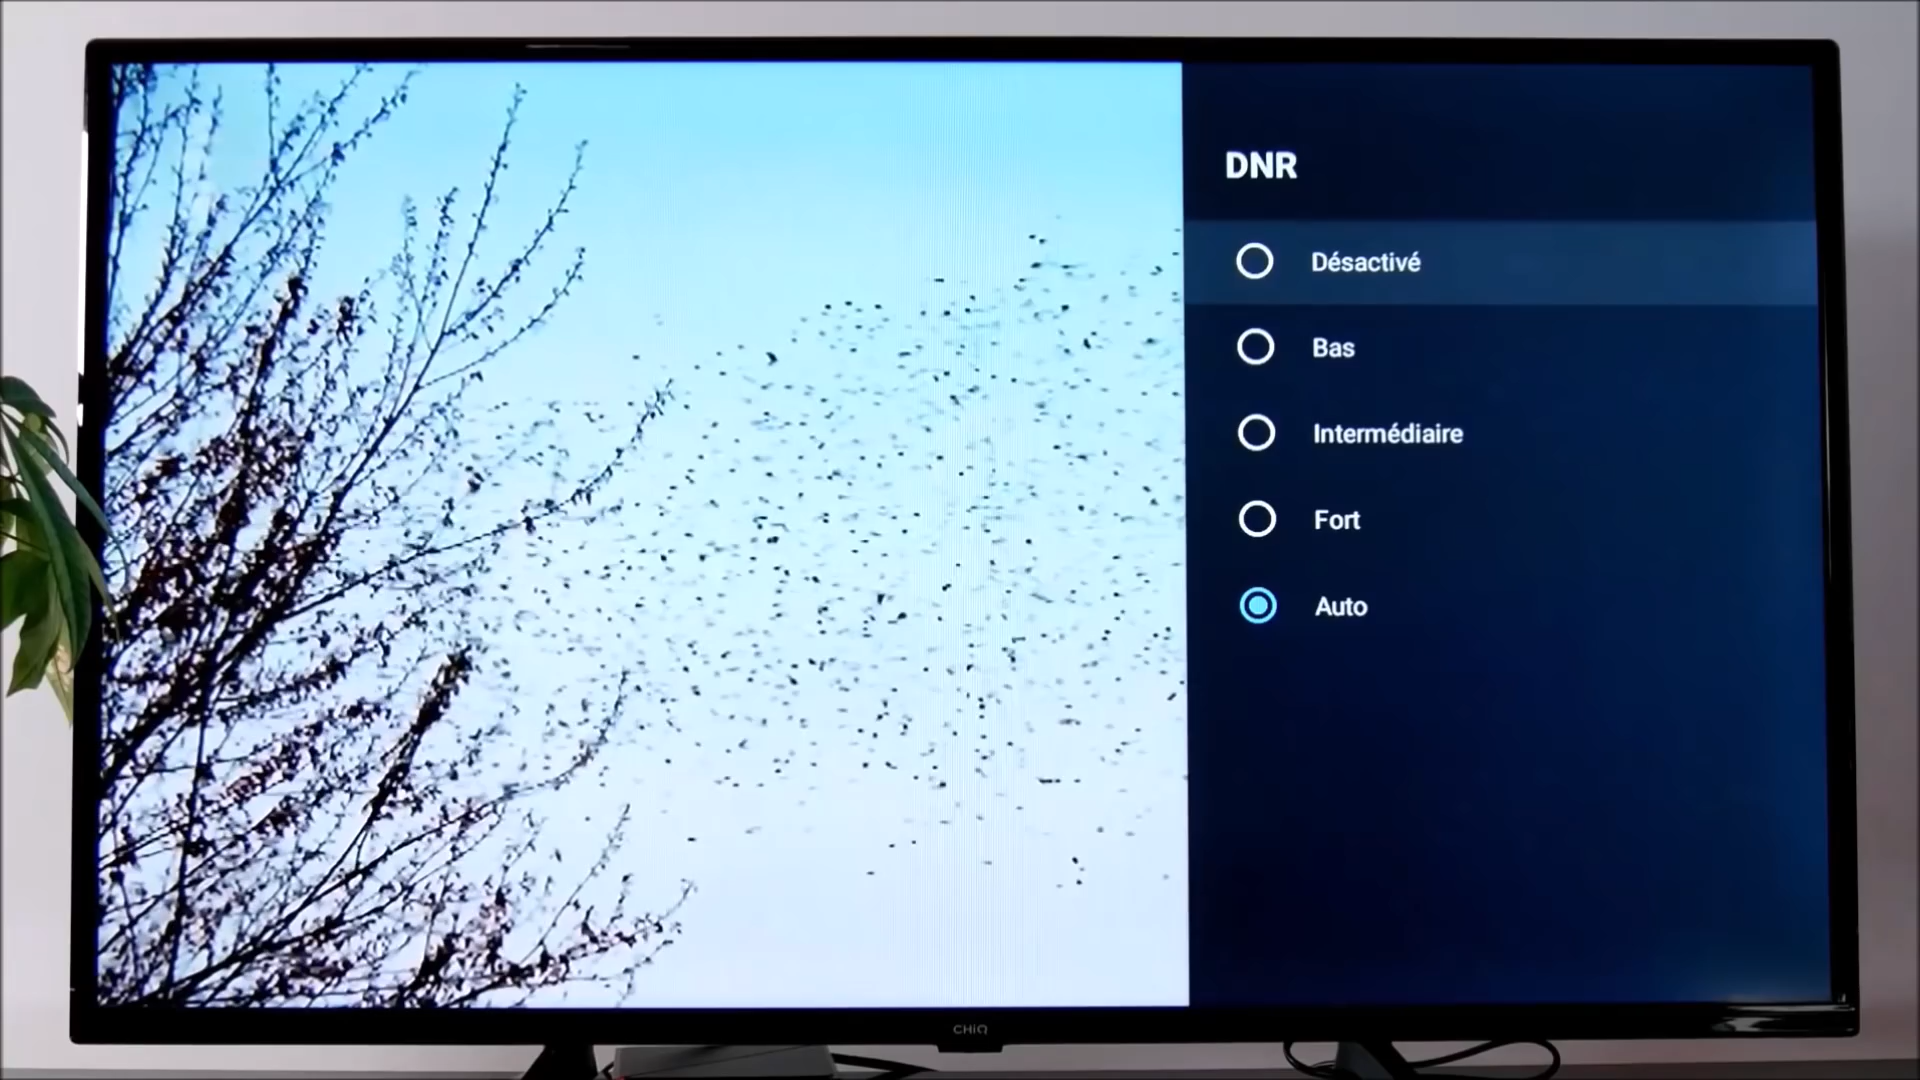 DNR
Désactivé
Bas
Intermédiaire
Fort
Auto
CHiQ